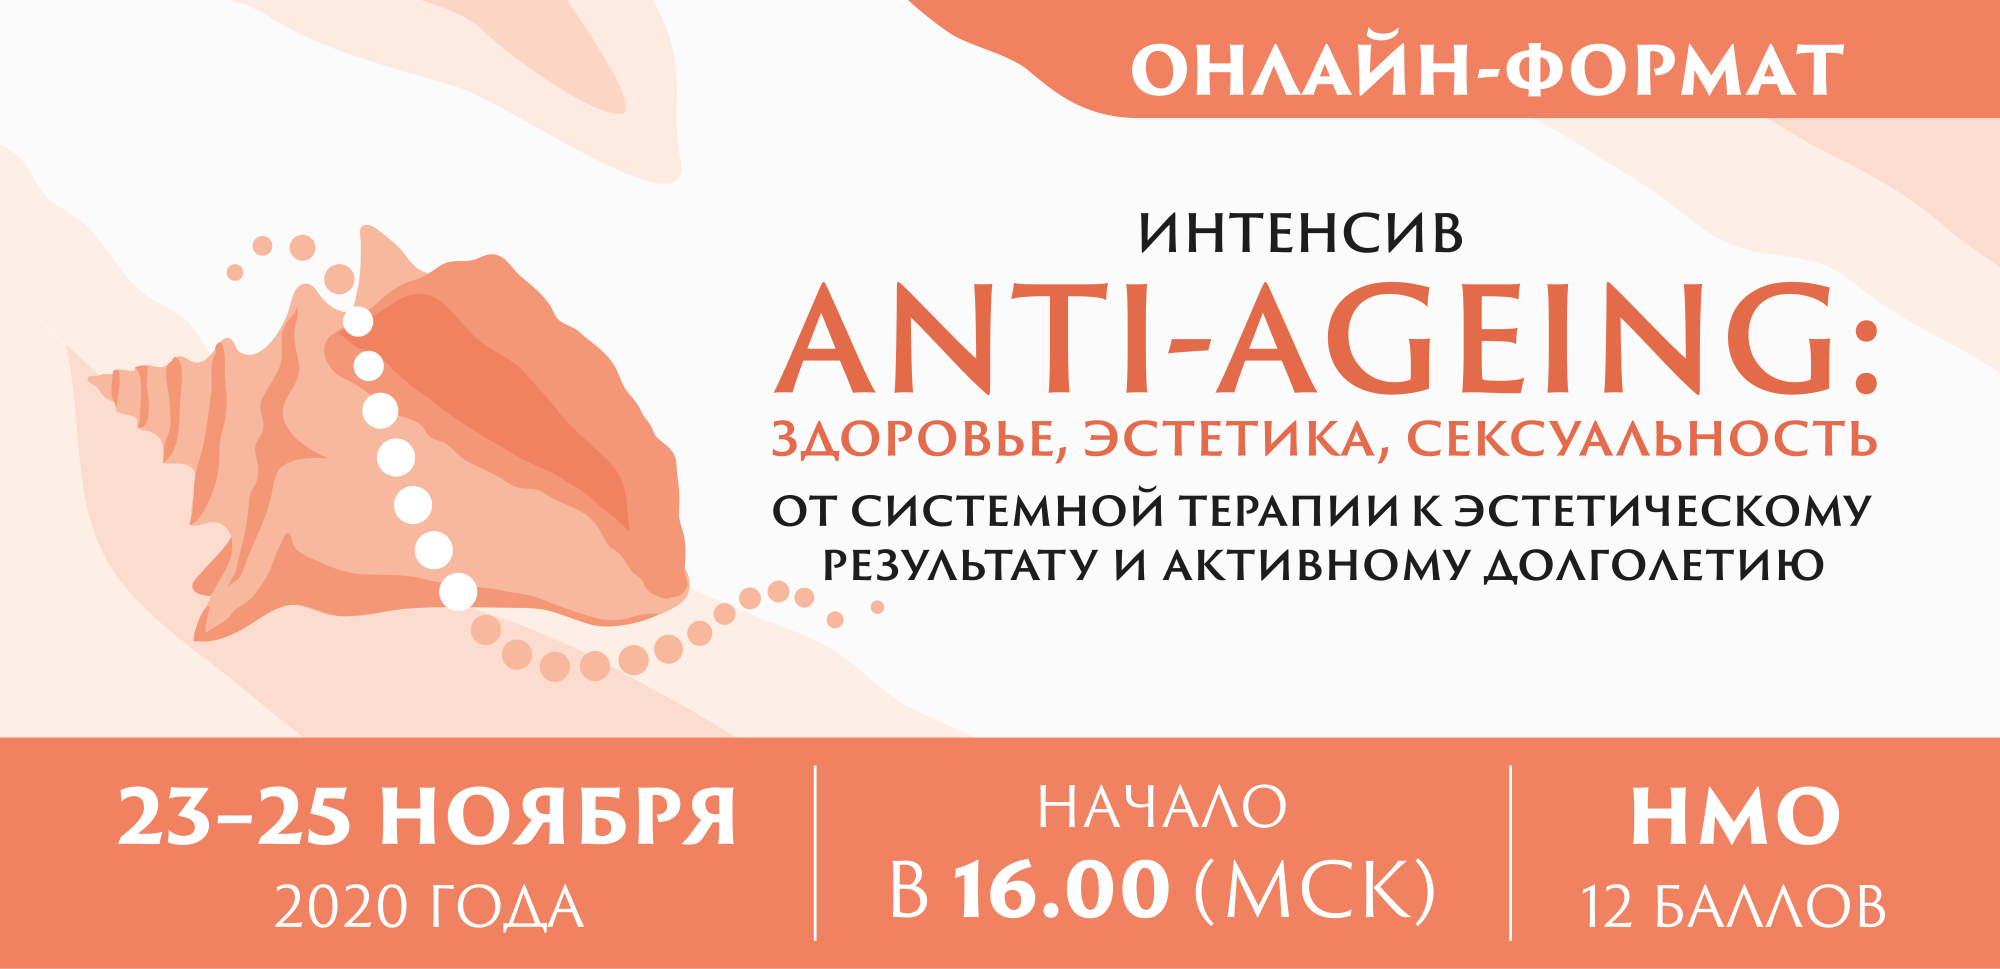 ОНЛАЙН-ФОРМАТ
ИНТЕНСИВ
ANTI-AGEING:
ЗДОРОВЬЕ, ЭСТЕТИКА, СЕКСУАЛЬНОСТЬ
ОТ СИСТЕМНОЙ ТЕРАПИИ К ЭСТЕТИЧЕСКОМУ
РЕЗУЛЬТАТУ И АКТИВНОМУ ДОЛГОЛЕТИЮ
23–25 НОЯБРЯ
2020 ГОДА
НАЧАЛО
В 16.00 (МСК)
НМО
12 БАЛЛОВ